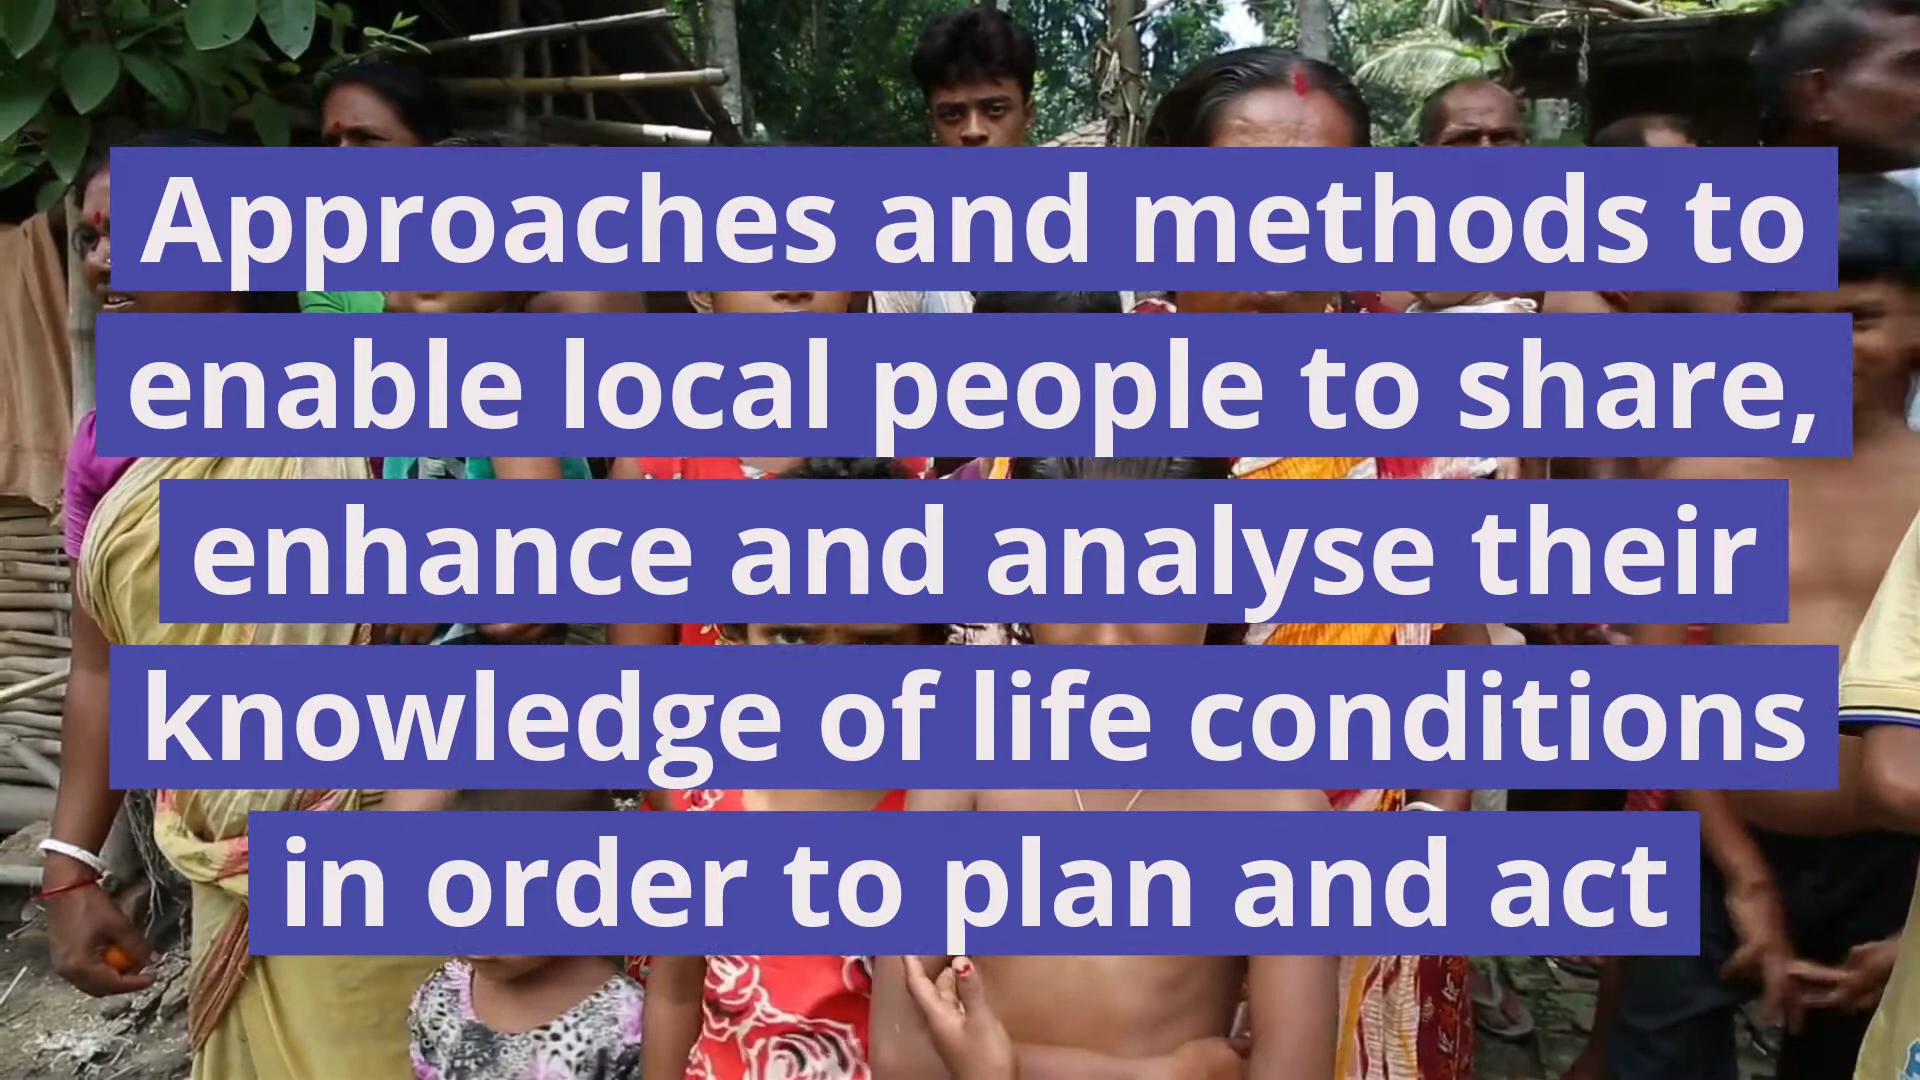 Approaches and methods to
enable local people to share,
enhance and analyse their
knowledge of life conditions
in order to plan and act